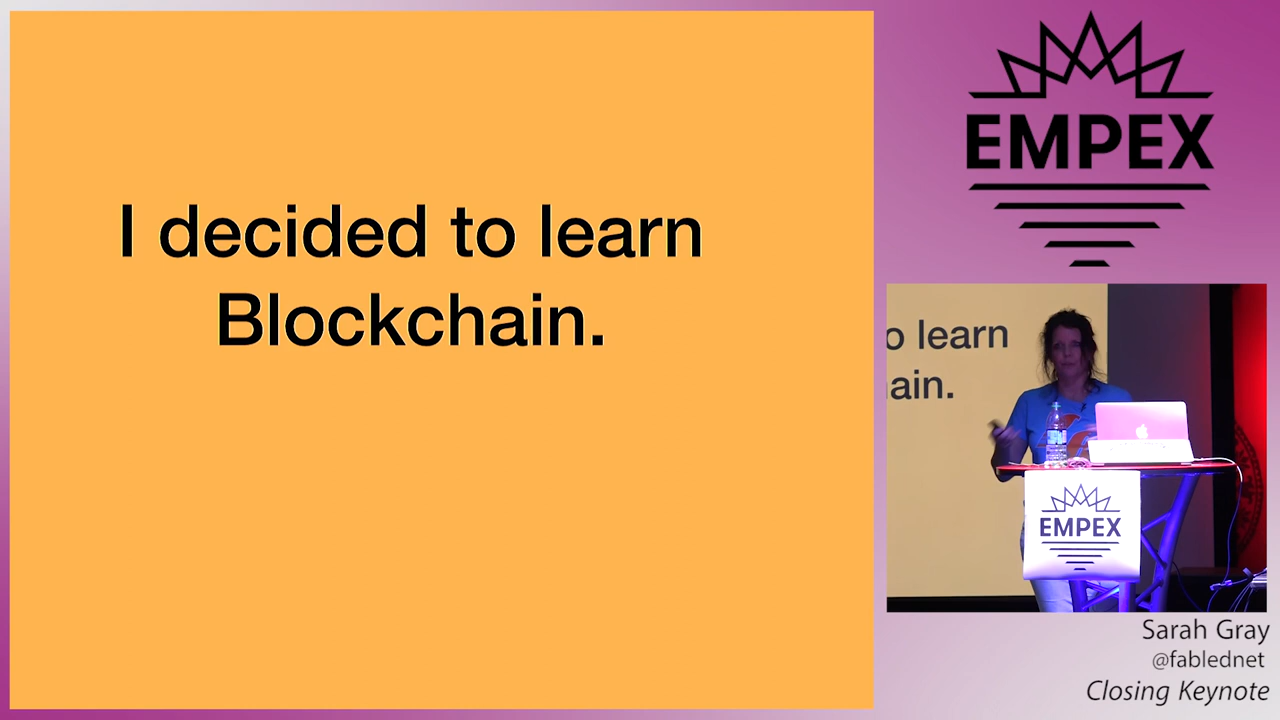 I decided to learn
Blockchain.
EMPEX
o learn
ain.
EMPEX
Sarah Gray
@fablednet
Closing Keynote